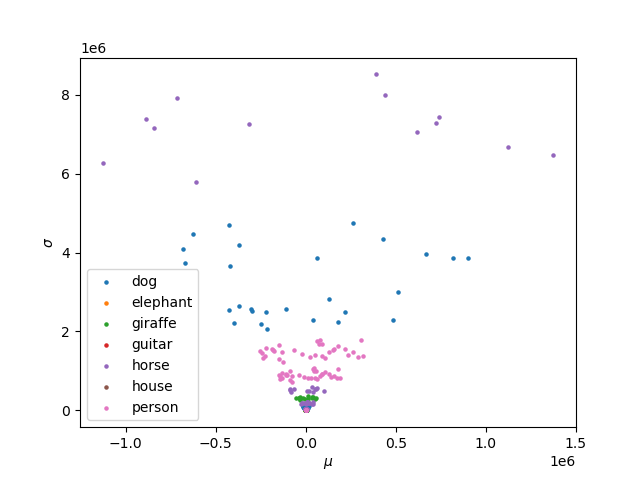 1e6
8
6
4
2
0
σ
dog
elephant
giraffe
guitar
horse
house
person
−1.0
−0.5
0.0
0.5
1.0
1.5
μ
1e6